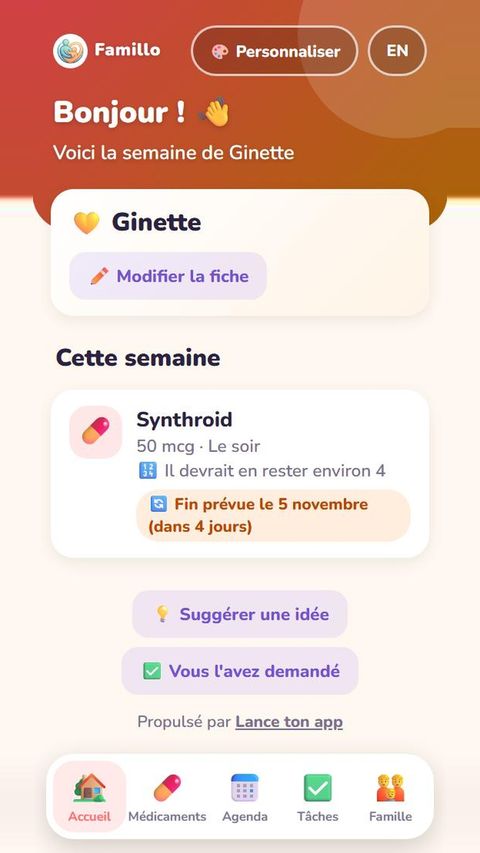 Famillo
Personnaliser
EN
Bonjour !
Voici la semaine de Ginette
Ginette
Modifier la fiche
Cette semaine
Synthroid
50 mcg · Le soir
Il devrait en rester environ 4
Fin prévue le 5 novembre
(dans 4 jours)
Suggérer une idée
Vous l'avez demandé
Propulsé par Lance ton app
Accueil
Médicaments
Agenda
Tâches
Famille